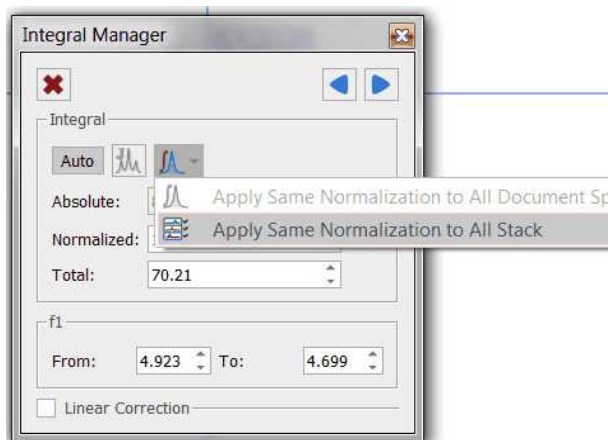 Integral Manager
Integral
Auto
Apply Same Normalization to All Document
Absolute:
Apply Same Normalization to All Stack
Normalized:
Total: 70.21
f1
From: 4.923 To: 4.699
Linear Correction